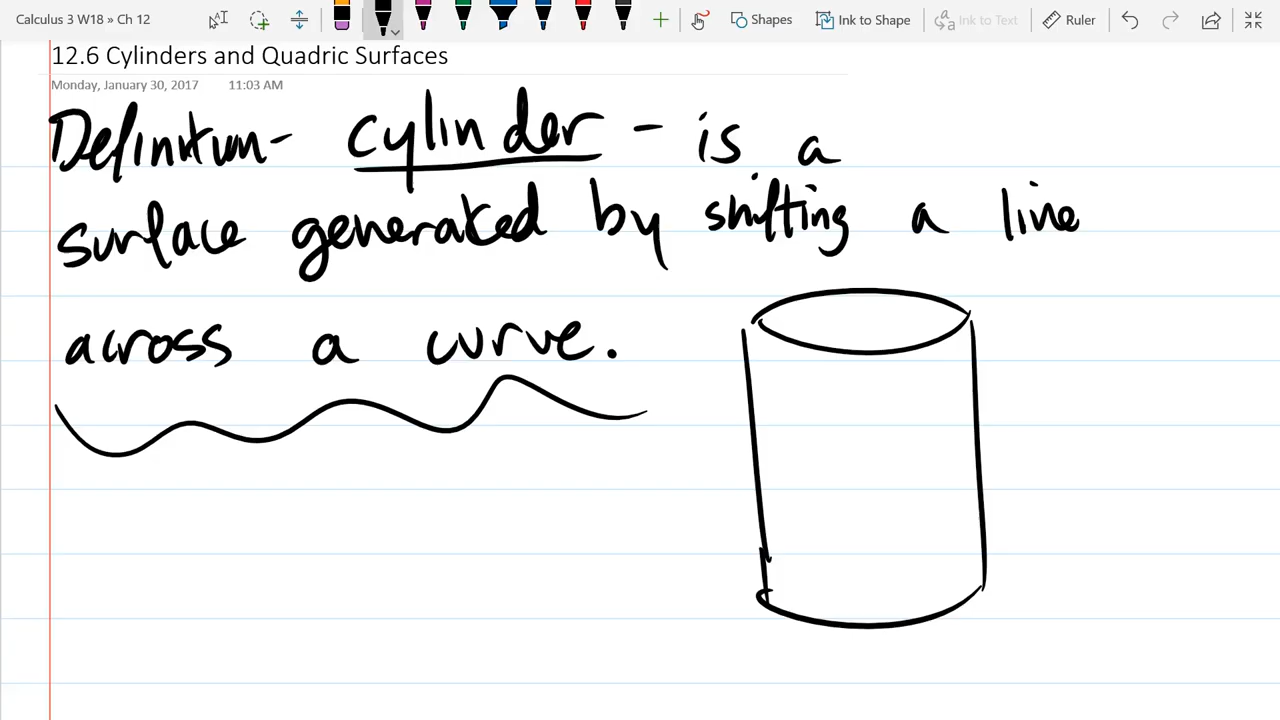 Calculus 3 W18 » Ch 12
Shapes
Ink to Shape
Ink to Text
Ruler
12.6 Cylinders and Quadric Surfaces
Monday, January 30, 2017 11:03 AM
Definition- cylinder - is a
surface generated by shifting a line
across a curve.